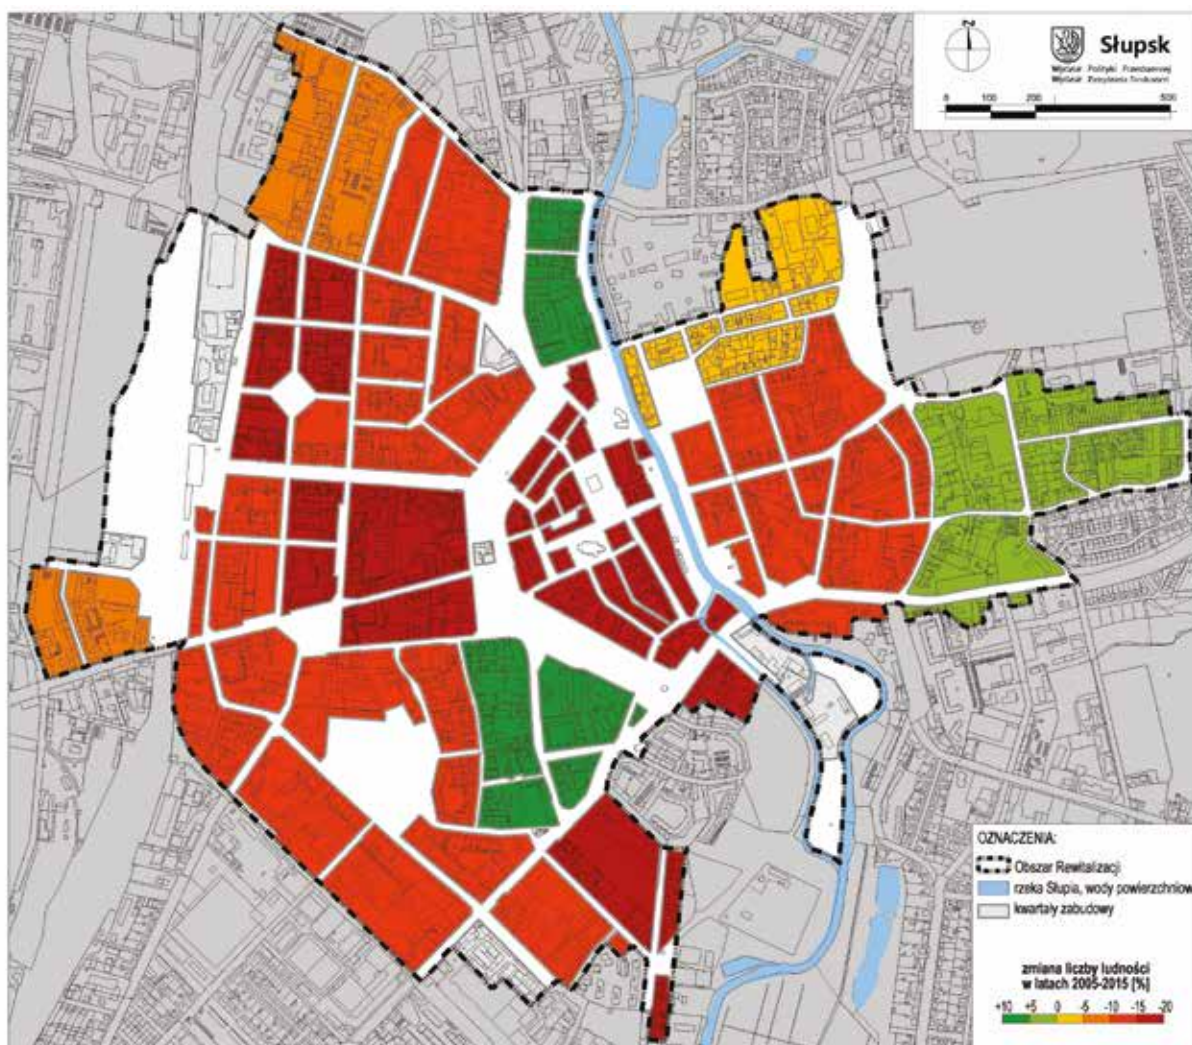 Słupsk
0 100 200 500
OZNACZENIA:
Obszar Rewitalizacji
rzeka Słupia, wody powierzchniow
kwartały zabudowy
zmiana liczby ludności
w latach 2005-2015 [%]
+10 +5 0 -5 -10 -15 -20